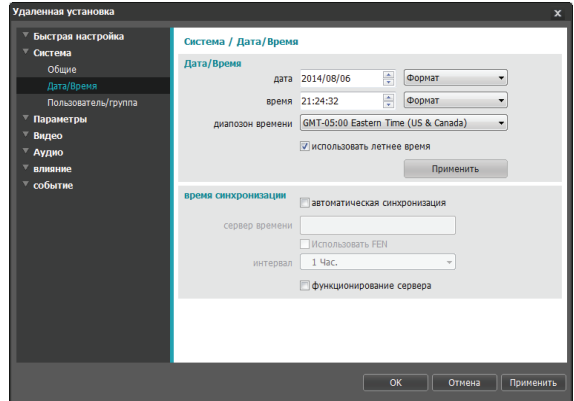 Удаленная установка x
Быстрая настройка
Система
Общие
Дата/Время
Пользователь/группа
Параметры
Видео
Аудио
влияние
событие
Система / Дата/Время
Дата/Время
дата 2014/08/06 Формат
время 21:24:32 Формат
диапозон времени GMT-05:00 Eastern Time (US & Canada)
использовать летнее время
Применить
время синхронизации автоматическая синхронизация
сервер времени
Использовать FEN
интервал 1 Час.
функционирование сервера
OK Отмена Применить